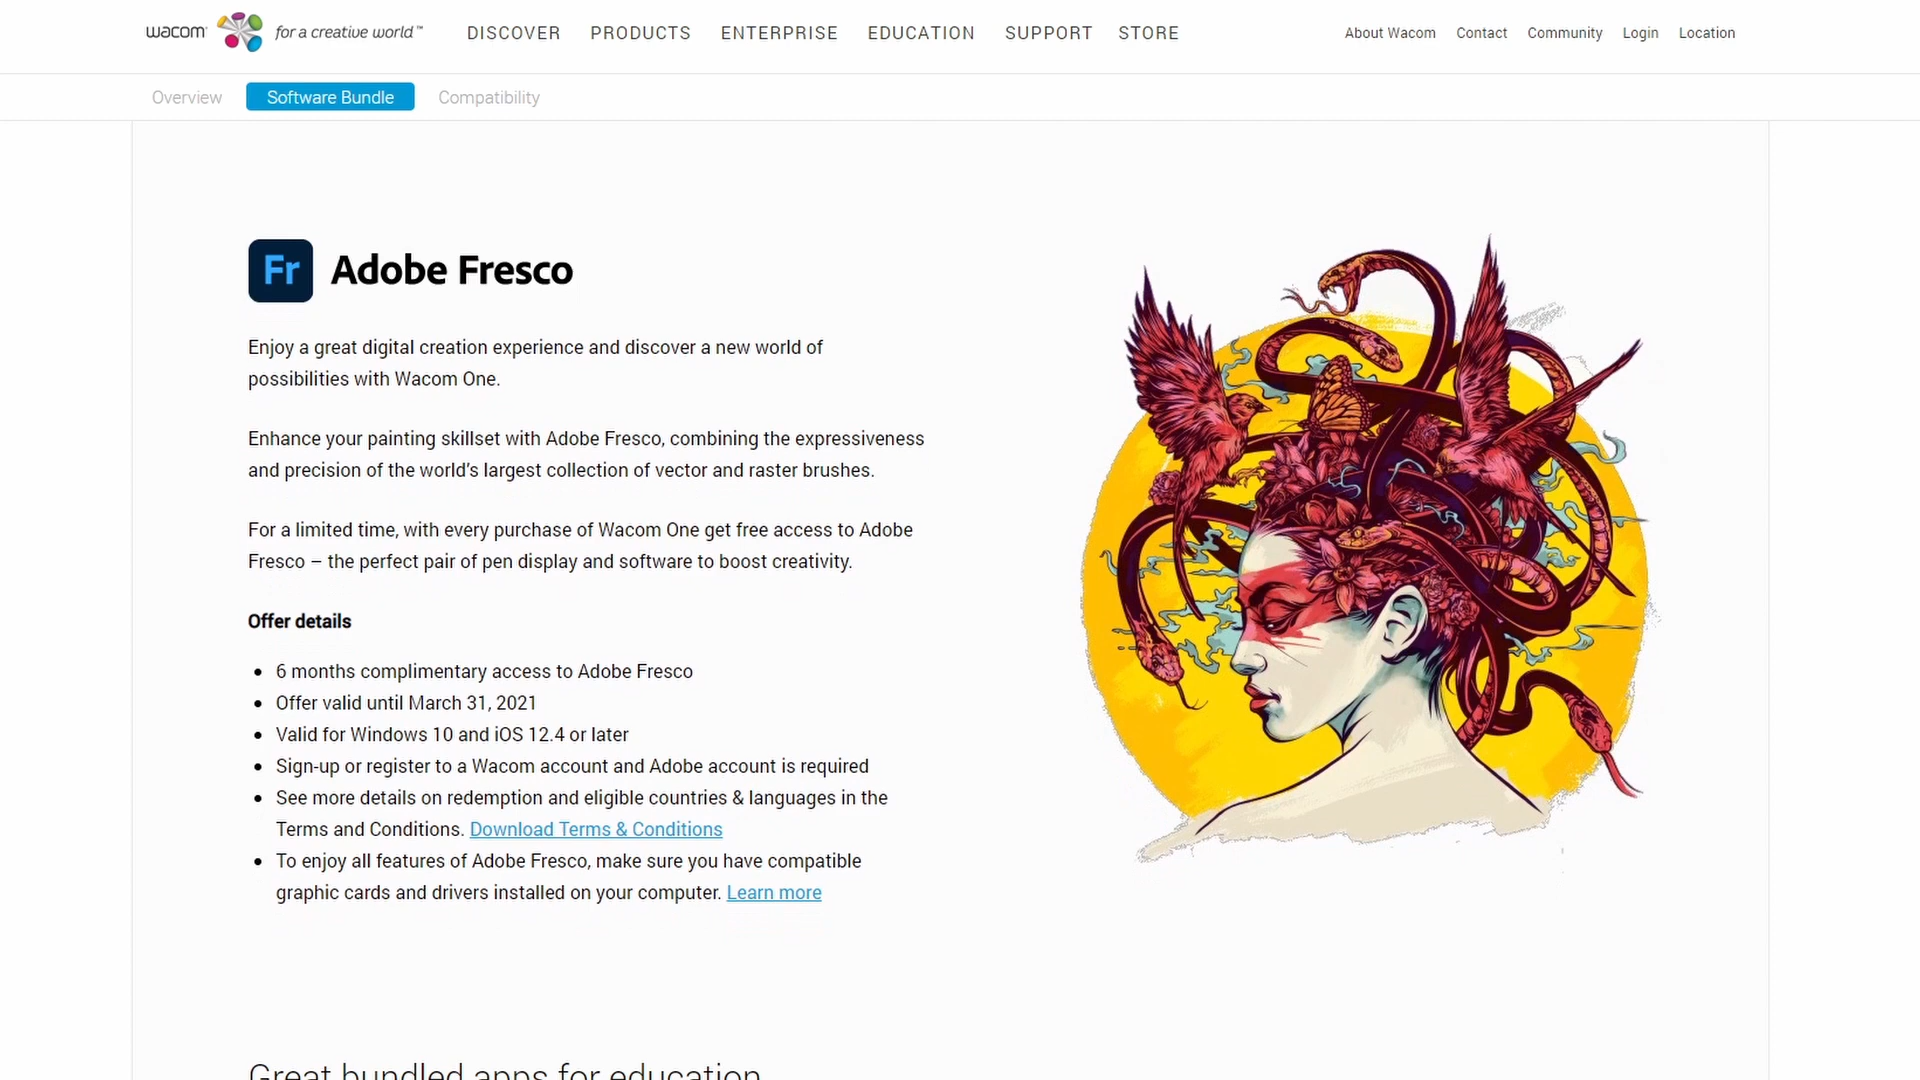 wacom® for a creative world™ DISCOVER PRODUCTS ENTERPRISE EDUCATION SUPPORT STORE About Wacom Contact Community Login Location
Overview Software Bundle Compatibility
Fr Adobe Fresco
Enjoy a great digital creation experience and discover a new world of
possibilities with Wacom One.
Enhance your painting skillset with Adobe Fresco, combining the expressiveness
and precision of the world's largest collection of vector and raster brushes.
For a limited time, with every purchase of Wacom One get free access to Adobe
Fresco – the perfect pair of pen display and software to boost creativity.
Offer details
• 6 months complimentary access to Adobe Fresco
• Offer valid until March 31, 2021
• Valid for Windows 10 and iOS 12.4 or later
• Sign-up or register to a Wacom account and Adobe account is required
• See more details on redemption and eligible countries & languages in the
Terms and Conditions. Download Terms & Conditions
• To enjoy all features of Adobe Fresco, make sure you have compatible
graphic cards and drivers installed on your computer. Learn more
Great bundled apps for education